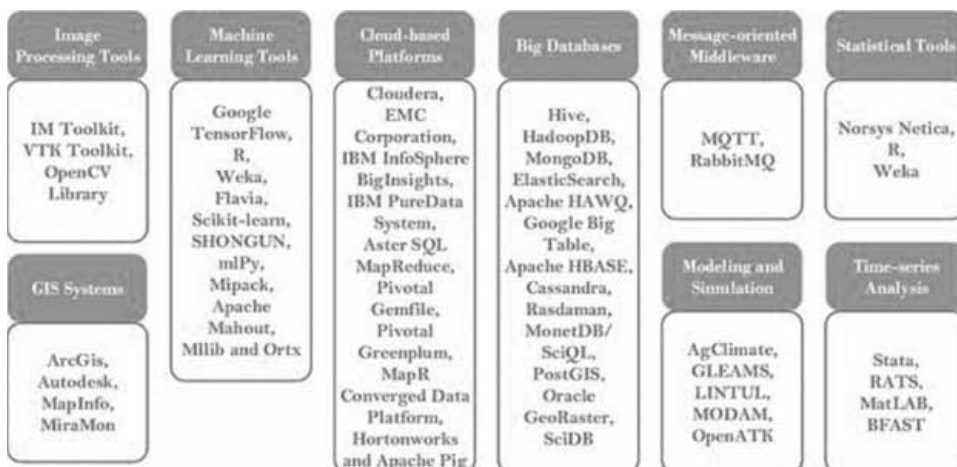 Image
Processing Tools
IM Toolkit,
VTK Toolkit,
OpenCV
Library
GIS Systems
ArcGis,
Autodesk,
MapInfo,
MiraMon
Machine
Learning Tools
Google
TensorFlow,
R,
Weka,
Flavia,
Scikit-learn,
SHONGUN,
mlPy,
Mipack,
Apache
Mahout,
Mllib and Ortx
Cloud-based
Platforms
Cloudera,
EMC
Corporation,
IBM InfoSphere
BigInsights,
IBM PureData
System,
Aster SQL
MapReduce,
Pivotal
Gemfile,
Pivotal
Greenplum,
MapR
Converged Data
Platform,
Hortonworks
and Apache Pig
Big Databases
Hive,
HadoopDB,
MongoDB,
ElasticSearch,
Apache HAWQ,
Google Big
Table,
Apache HBASE,
Cassandra,
Rasdaman,
MonetDB/
SciQL,
PostGIS,
Oracle
GeoRaster,
SciDB
Message-oriented
Middleware
MQTT,
RabbitMQ
Modeling and
Simulation
AgClimate,
GLEAMS,
LINTUL,
MODAM,
OpenATK
Statistical Tools
Norsys Netica,
R,
Weka
Time-series
Analysis
Stata,
RATS,
MatLAB,
BFAST